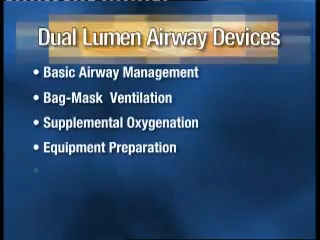 Dual Lumen Airway Devices
• Basic Airway Management
• Bag-Mask Ventilation
• Supplemental Oxygenation
• Equipment Preparation